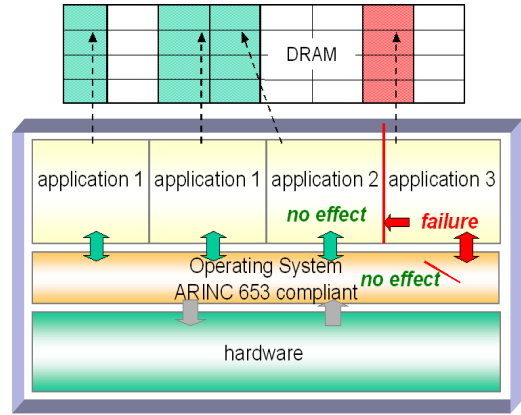 DRAM
application 1
application 1
application 2
application 3
no effect
failure
Operating System
no effect
ARINC 653 compliant
hardware